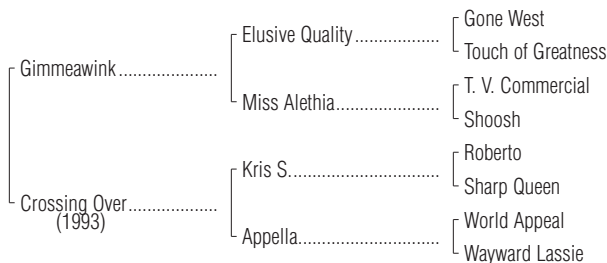 Gone West
Elusive Quality..................
Touch of Greatness
Gimmeawink.....................
T. V. Commercial
Miss Alethia......................
Shoosh
Roberto
Kris S...............................
Sharp Queen
Crossing Over...................
(1993)
World Appeal
Appella..............................
Wayward Lassie